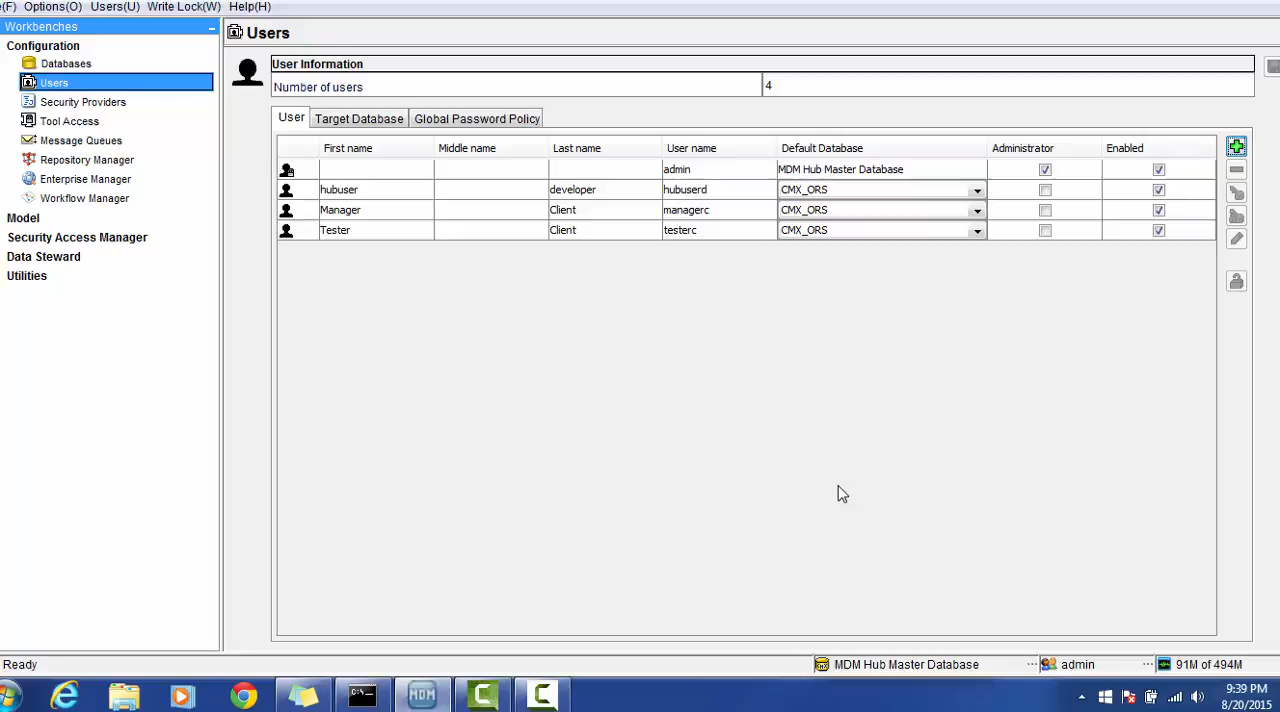 (F) Options(O) Users(U) Write Lock(W) Help(H)
Workbenches
Configuration
Databases
Users
Security Providers
Tool Access
Message Queues
Repository Manager
Enterprise Manager
Workflow Manager
Model
Security Access Manager
Data Steward
Utilities
Users
User Information
Number of users 4
User Target Database Global Password Policy
First name Middle name Last name User name Default Database Administrator Enabled
admin MDM Hub Master Database
hubuser developer hubuserd CMX_ORS
Manager Client managerc CMX_ORS
Tester Client testerc CMX_ORS
Ready MDM Hub Master Database ... admin ... 91M of 494M
C:\_ MDM C C
9:39 PM
8/20/2015